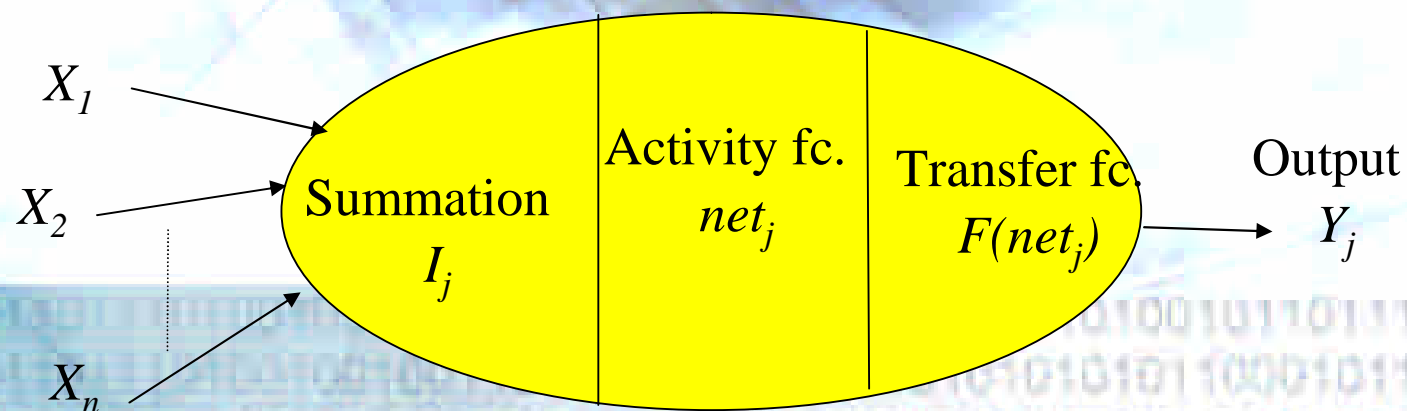 X₁
X₂
Xₙ
Summation
Iⱼ
Activity fc.
netⱼ
Transfer fc.
F(netⱼ)
Output
Yⱼ